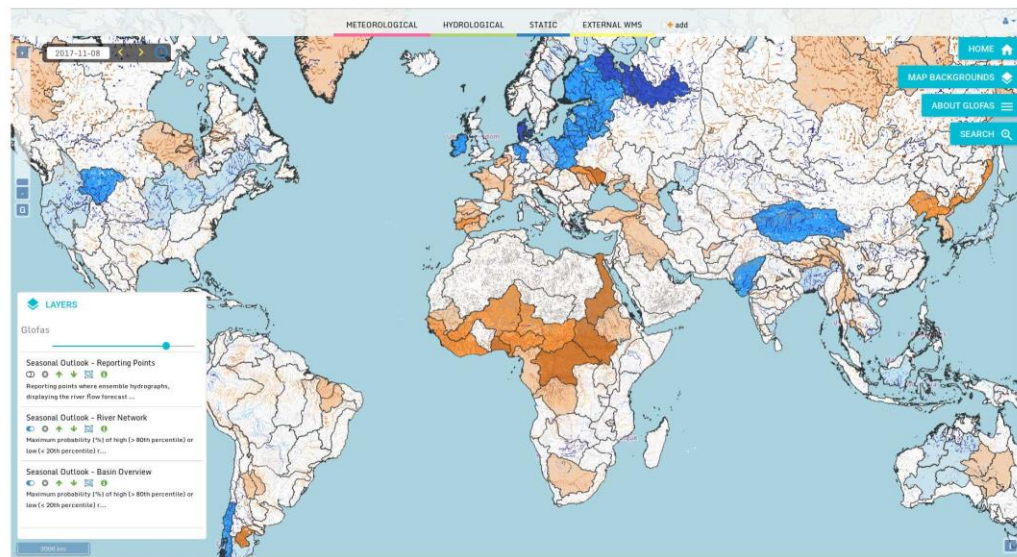 METEOROLOGICAL HYDROLOGICAL STATIC EXTERNAL WMS + add
2017-11-08
HOME
MAP BACKGROUNDS
ABOUT GLOFAS
SEARCH
G
LAYERS
Glofas
Seasonal Outlook - Reporting Points
Reporting points where ensemble hydrographs,
displaying the river flow forecast ...
Seasonal Outlook - River Network
Maximum probability (%) of high (> 80th percentile) or
low (< 20th percentile) r...
Seasonal Outlook - Basin Overview
Maximum probability (%) of high (> 80th percentile) or
low (< 20th percentile) r...
2000 km